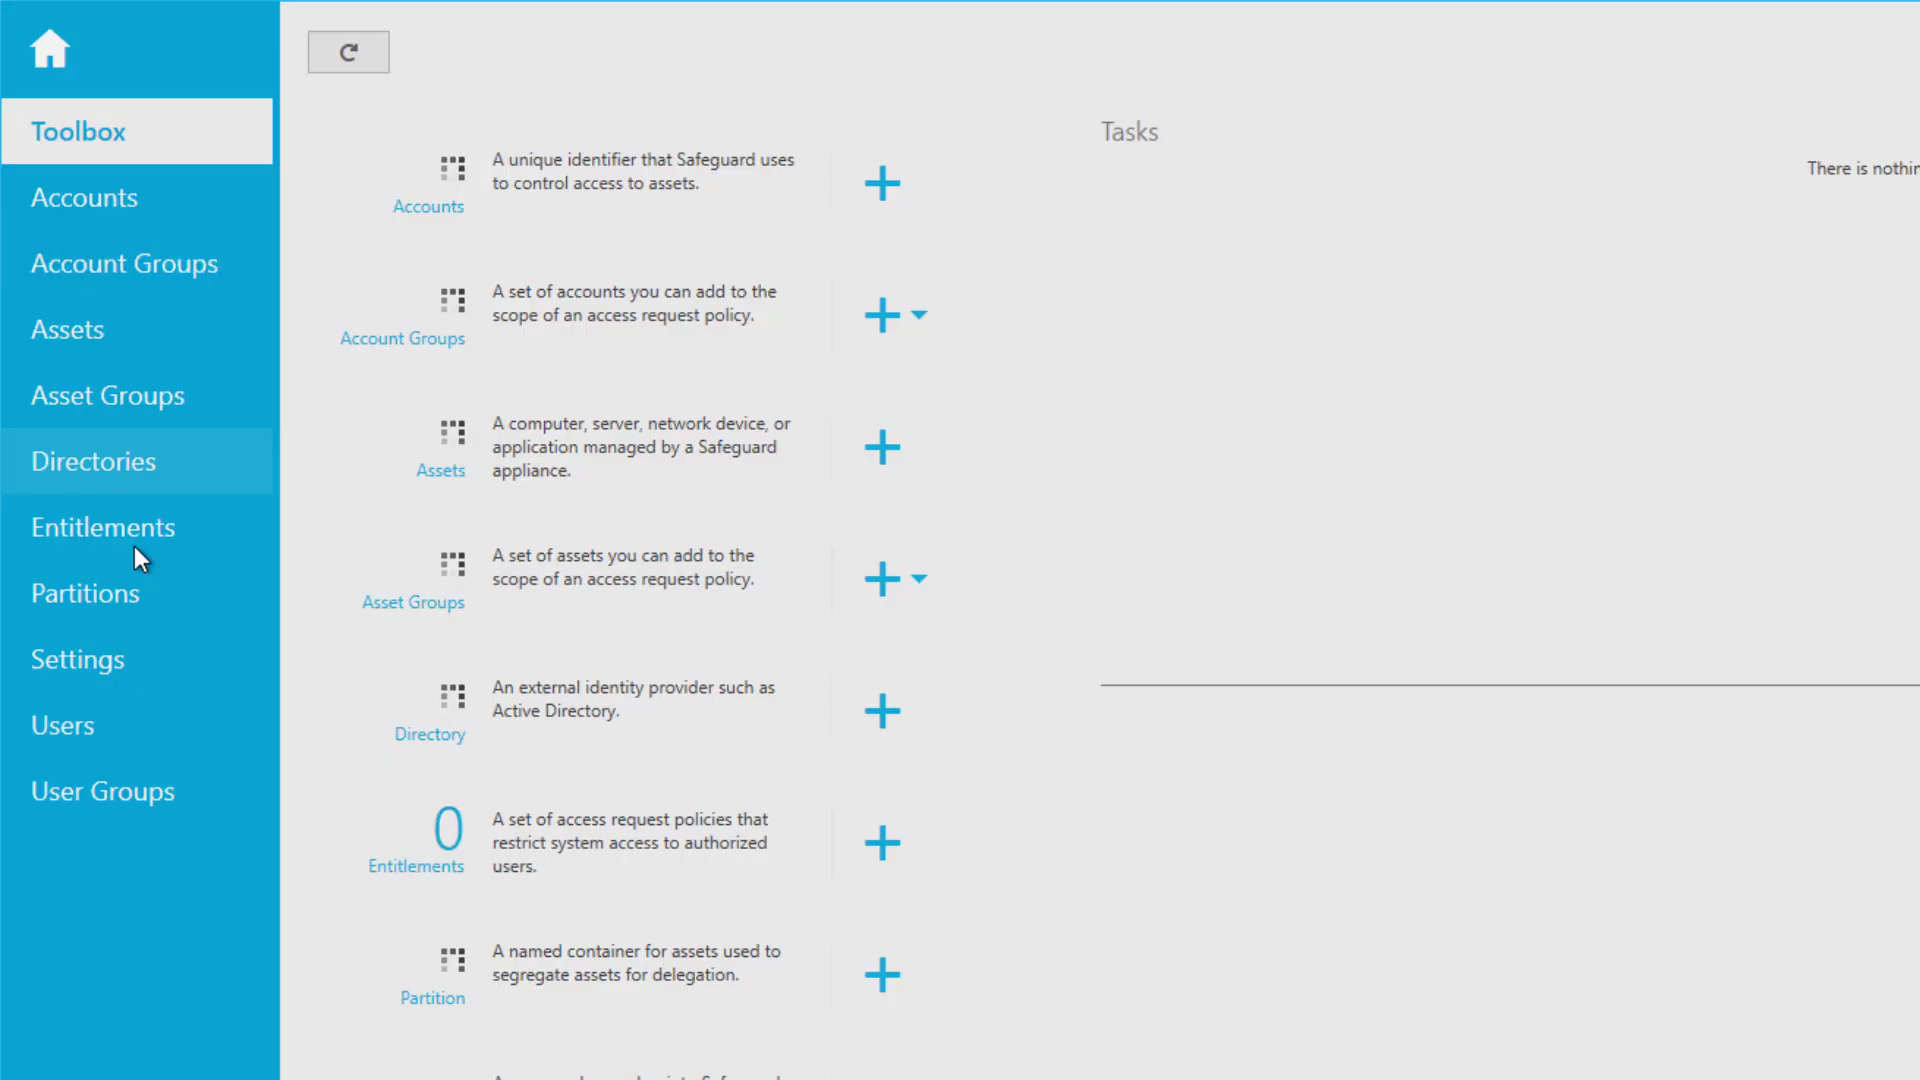 Toolbox
Accounts
Account Groups
Assets
Asset Groups
Directories
Entitlements
Partitions
Settings
Users
User Groups
A unique identifier that Safeguard uses
to control access to assets.
Accounts
A set of accounts you can add to the
scope of an access request policy.
Account Groups
A computer, server, network device, or
application managed by a Safeguard
appliance.
Assets
A set of assets you can add to the
scope of an access request policy.
Asset Groups
An external identity provider such as
Active Directory.
Directory
0
Entitlements
A set of access request policies that
restrict system access to authorized
users.
A named container for assets used to
segregate assets for delegation.
Partition
Tasks
There is